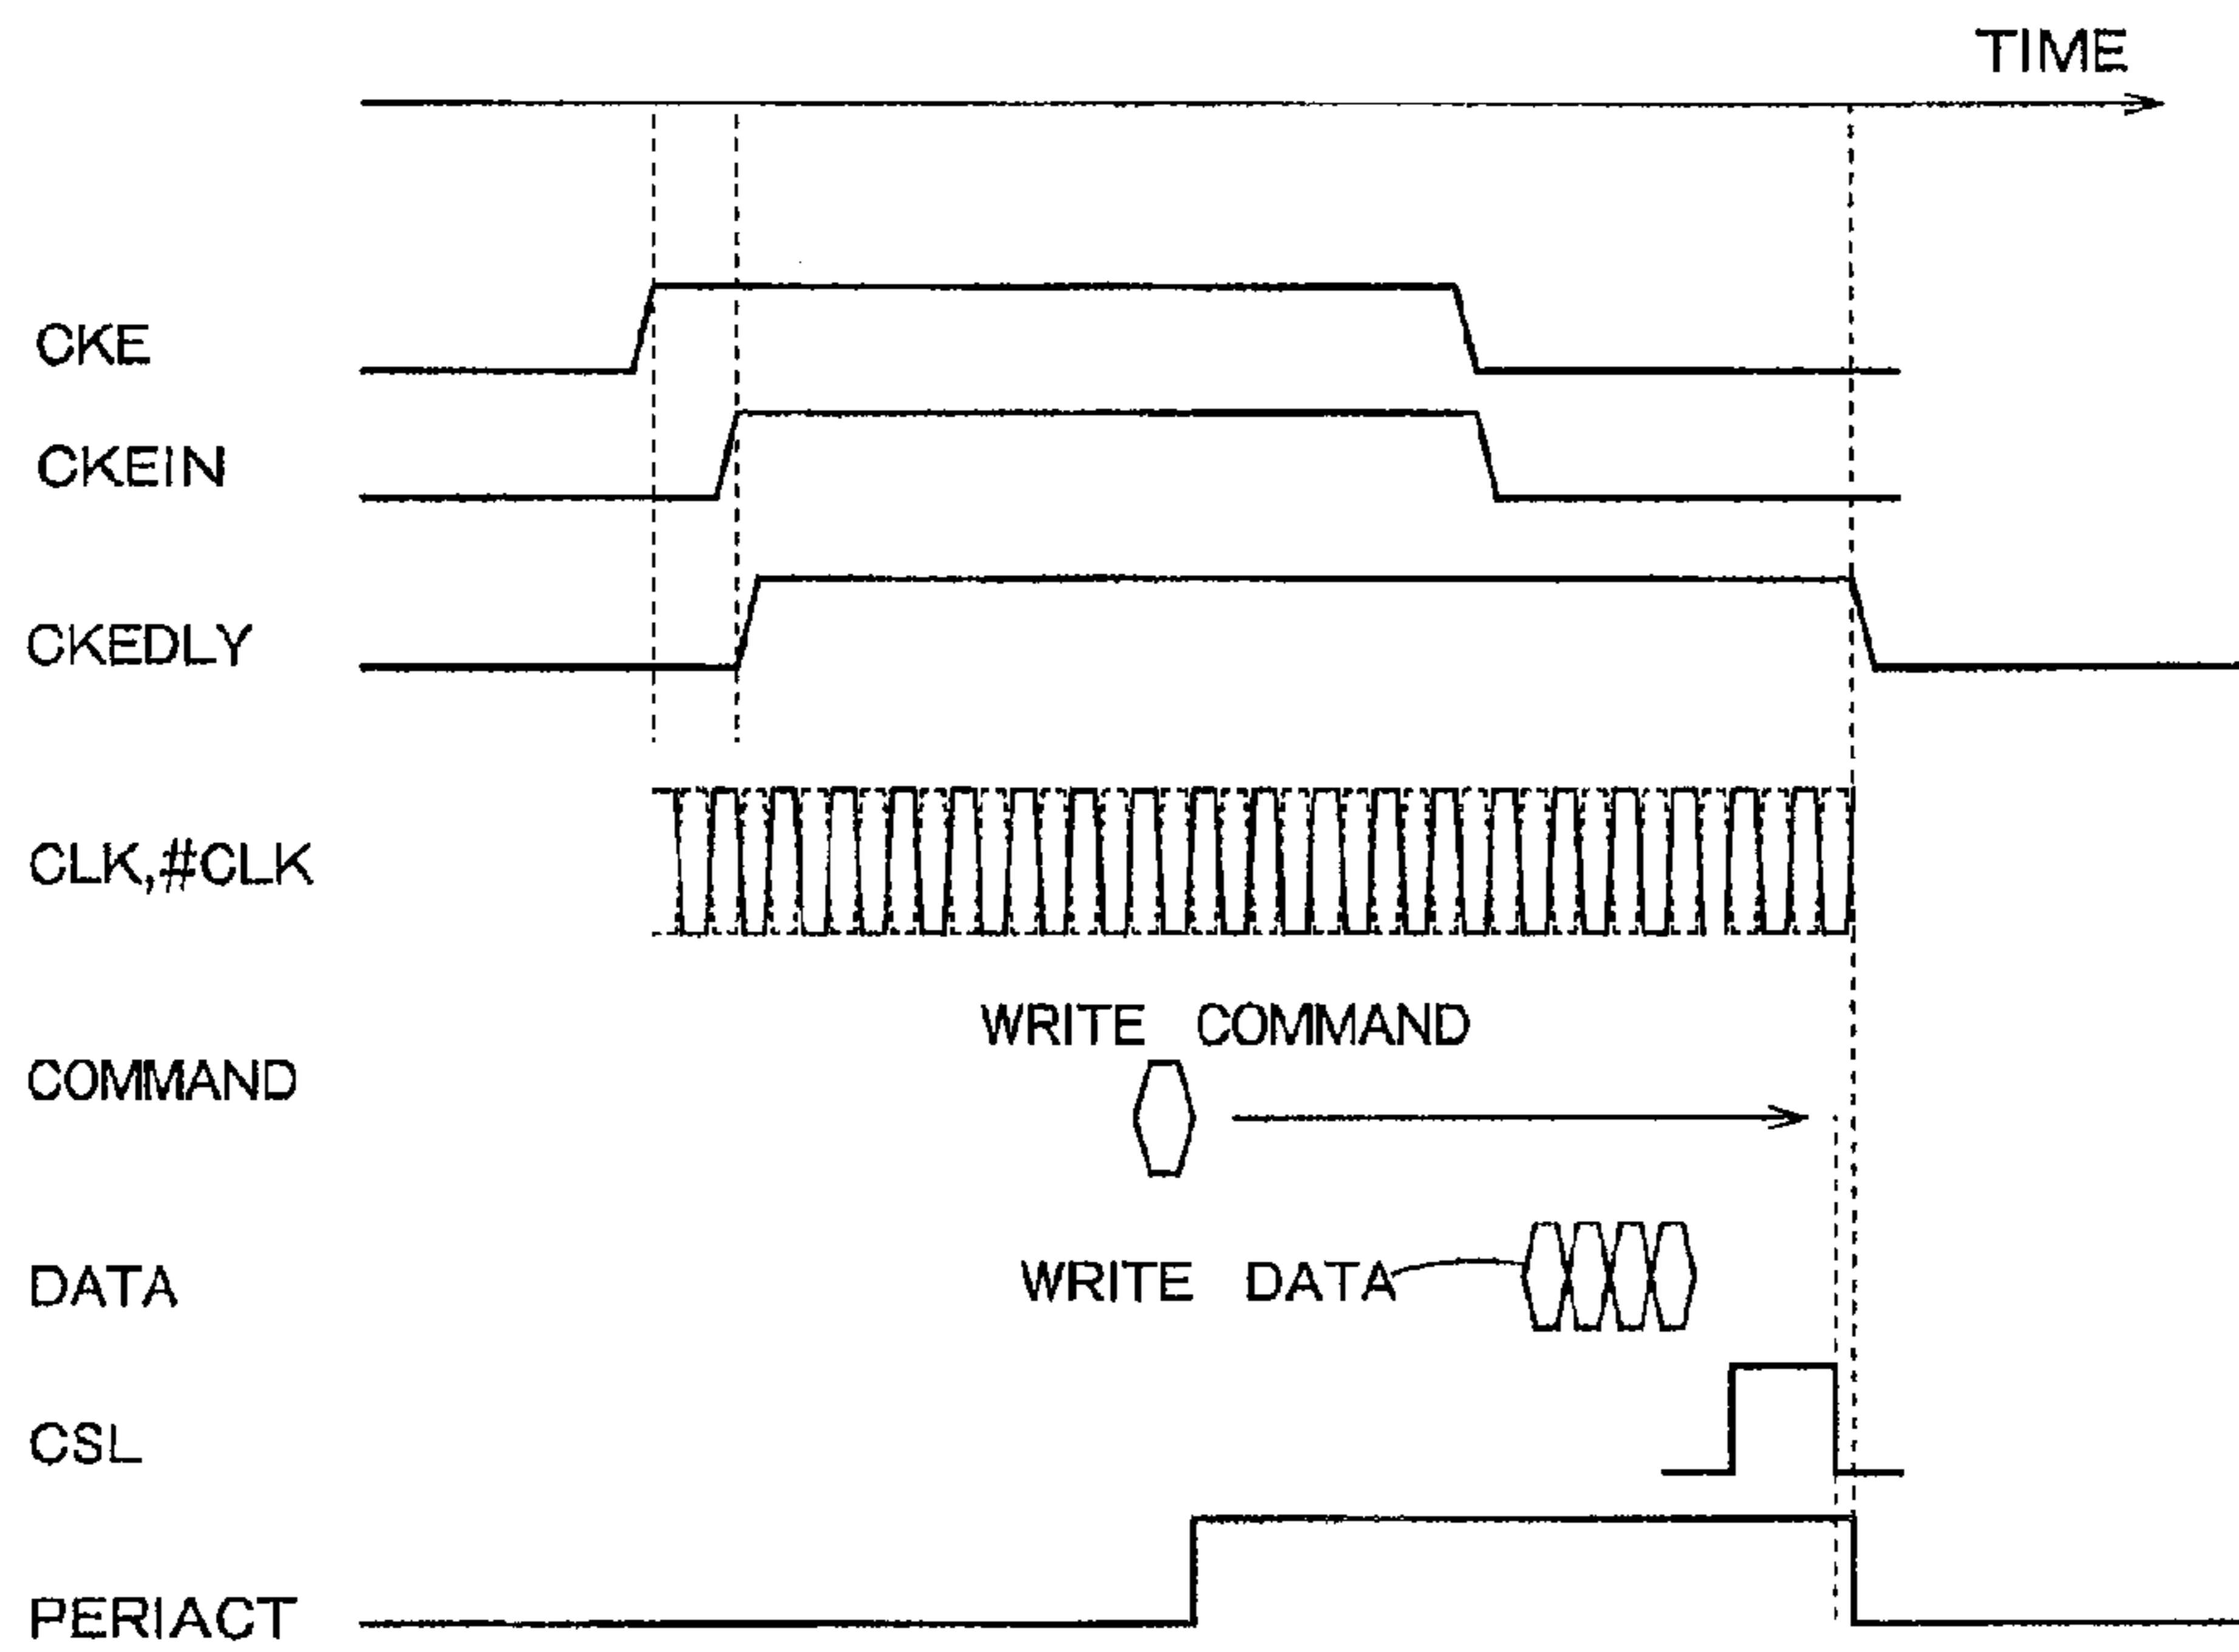 TIME
CKE
CKEIN
CKEDLY
CLK,#CLK
WRITE COMMAND
COMMAND
WRITE DATA
DATA
CSL
PERIACT